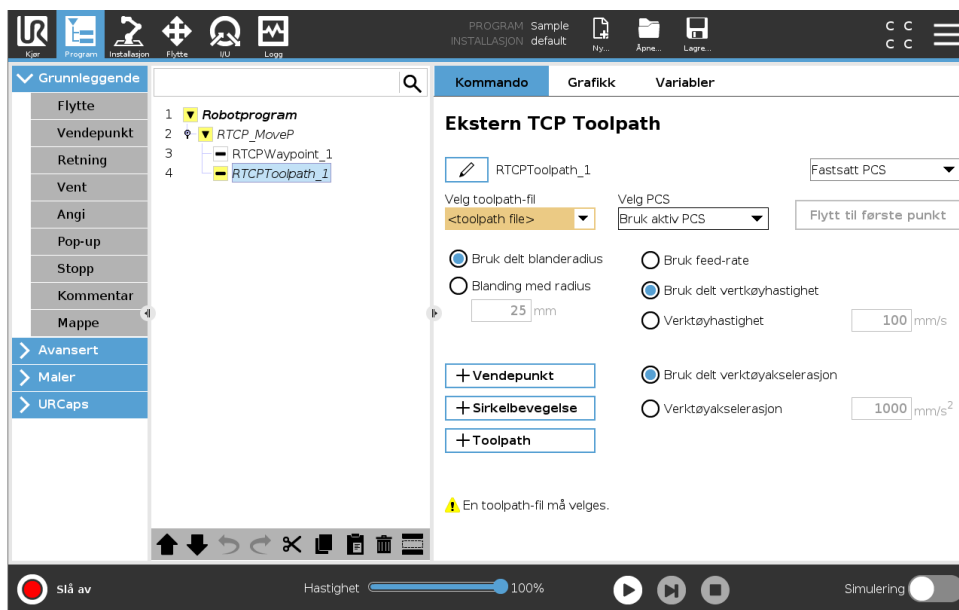 UR
Kjør
Program
Installasjon
Flytte
I/U
Logg
PROGRAM Sample
INSTALLASJON default
Ny...
Åpne...
Lagre...
C C
C C
Grunnleggende
Flytte
Vendepunkt
Retning
Vent
Angi
Pop-up
Stopp
Kommentar
Mappe
Avansert
Maler
URCaps
1 Robotprogram
2 RTCP_MoveP
3 RTCPWaypoint_1
4 RTCPToolpath_1
Kommando Grafikk Variabler
Ekstern TCP Toolpath
RTCPToolpath_1
Fastsatt PCS
Velg toolpath-fil
<toolpath file>
Velg PCS
Bruk aktiv PCS
Flytt til første punkt
Bruk delt blanderadius
Blanding med radius
25 mm
Bruk feed-rate
Bruk delt vertkøyhastighet
Verktøyhastighet 100 mm/s
+ Vendepunkt
+ Sirkelbevegelse
+ Toolpath
Bruk delt verktøyakselerasjon
Verktøyakselerasjon 1000 mm/s²
En toolpath-fil må velges.
Slå av
Hastighet 100%
Simulering